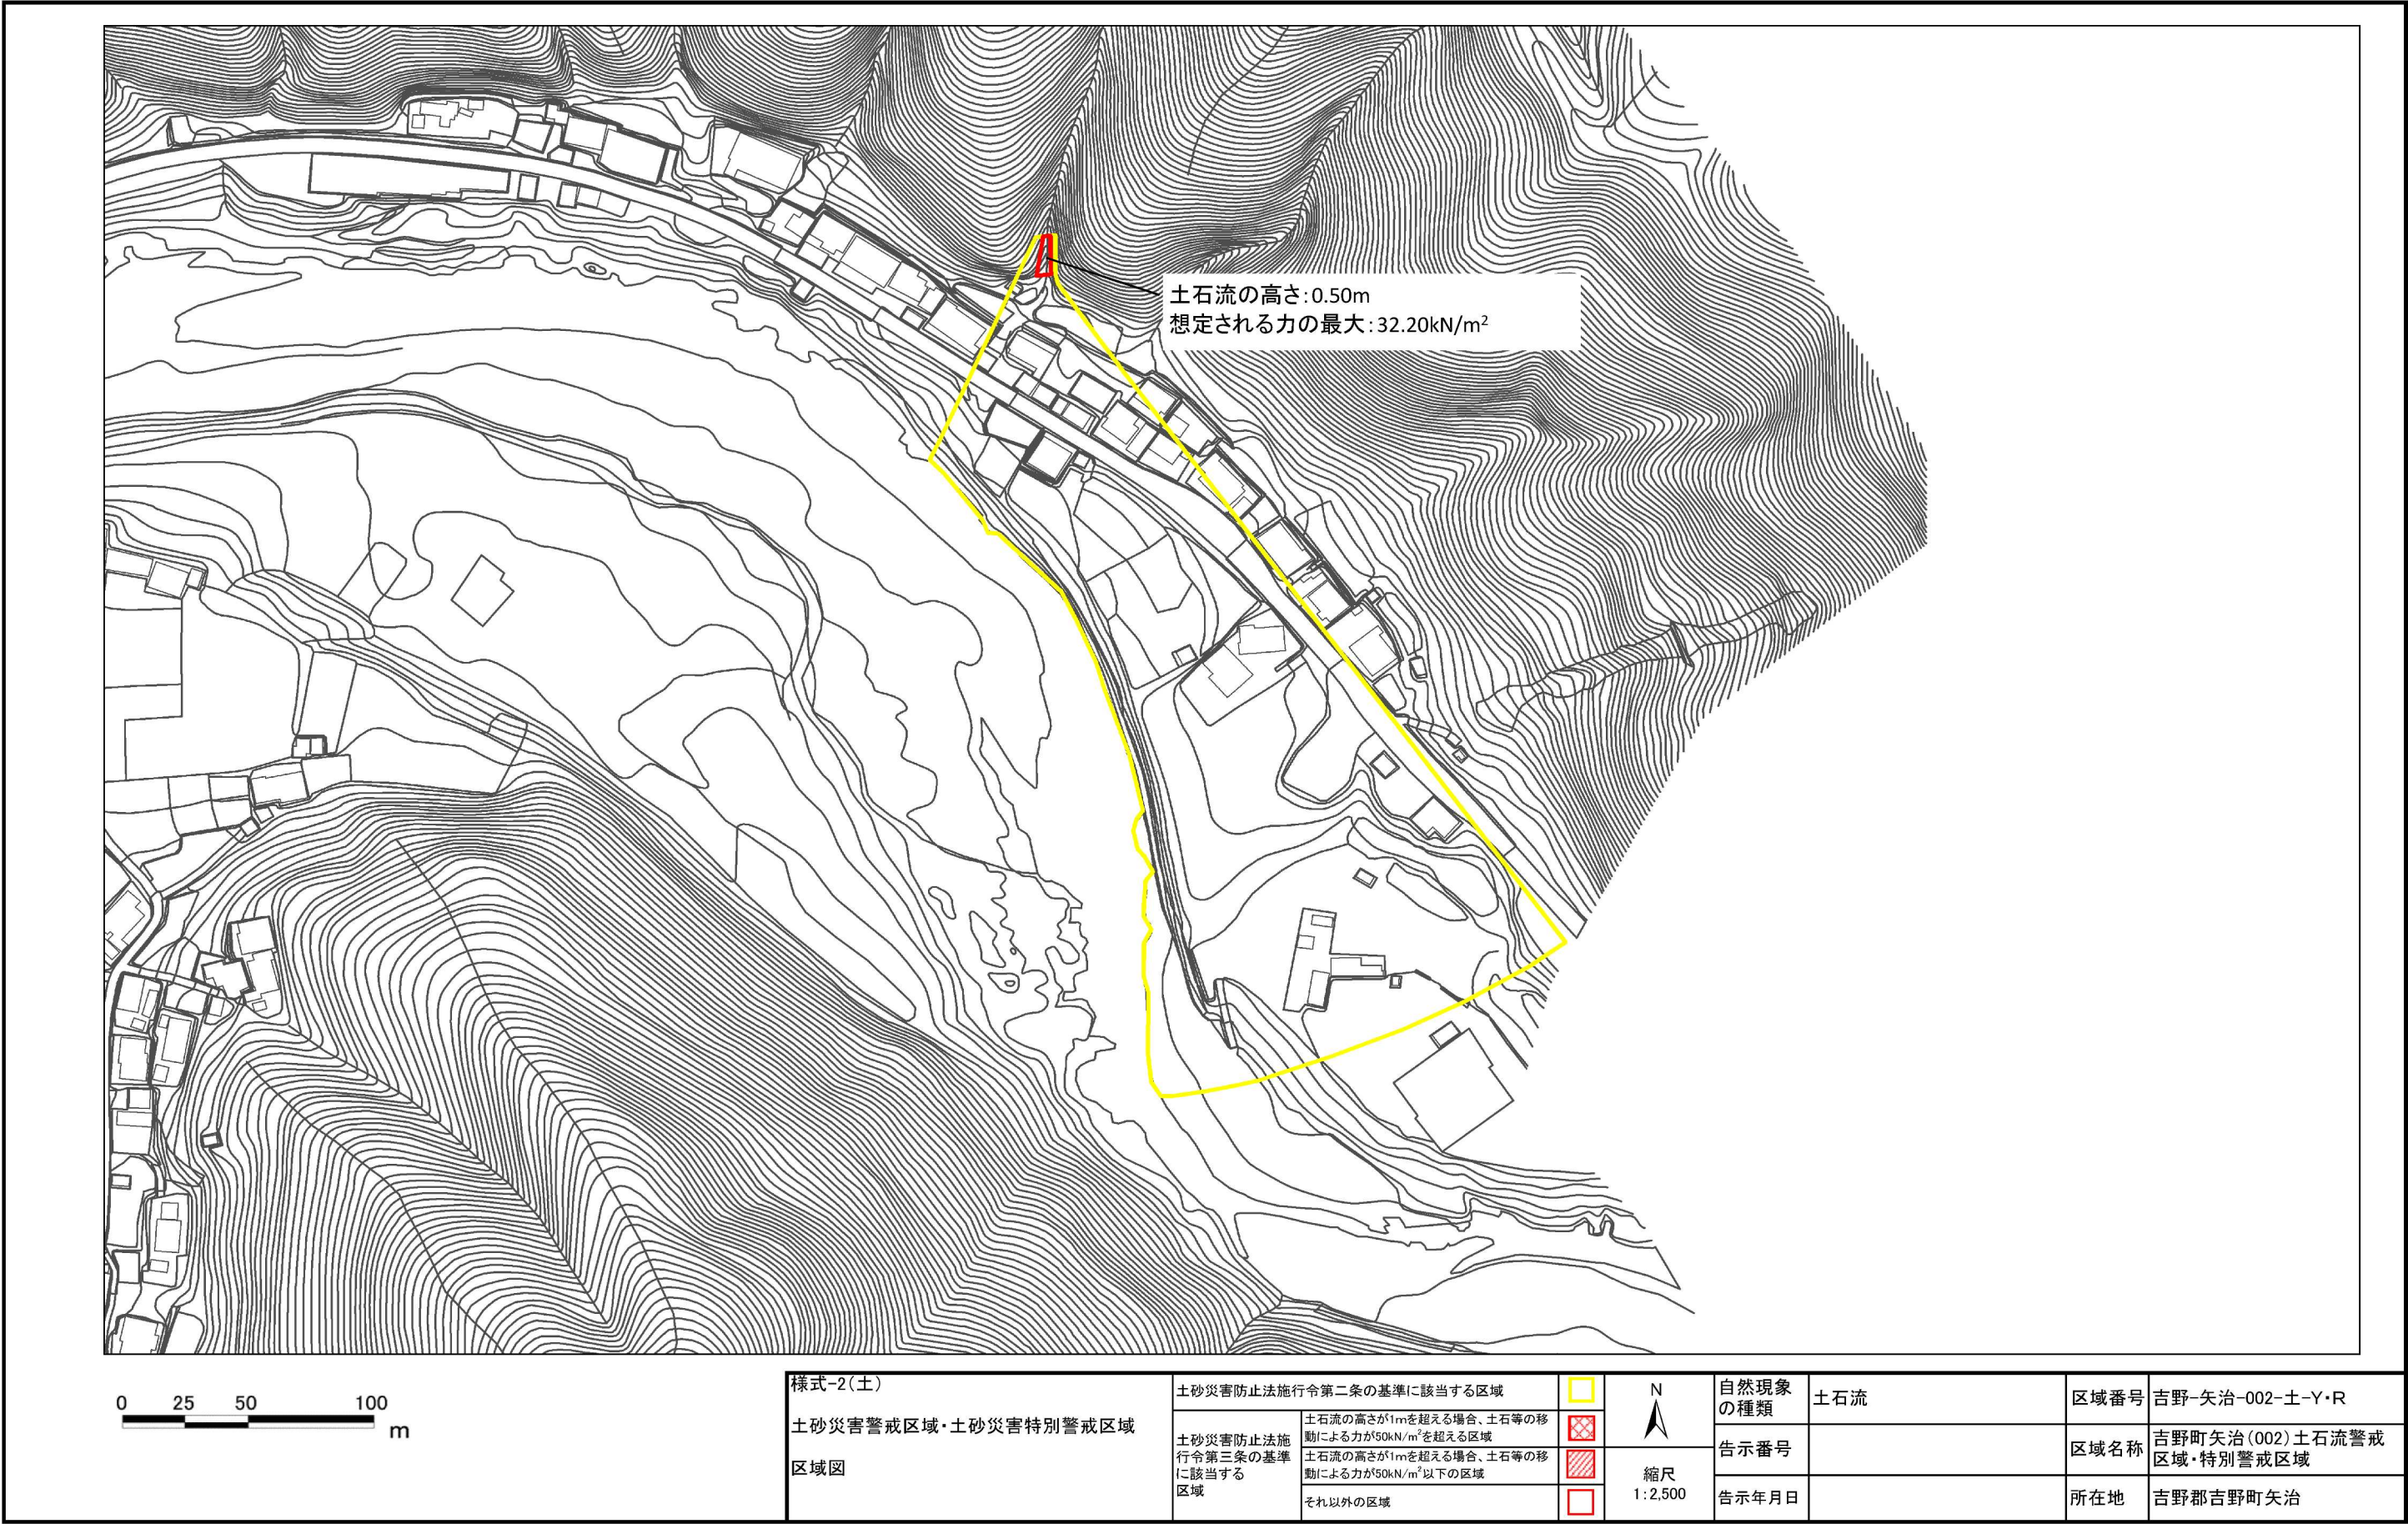 土石流の高さ:0.50m
想定される力の最大:32.20kN/m²
0 25 50 100
m
様式-2(土)
土砂災害警戒区域・土砂災害特別警戒区域
区域図
土砂災害防止法施行令第二条の基準に該当する区域
土砂災害防止法施
行令第三条の基準
に該当する
区域
土石流の高さが1mを超える場合、土石等の移
動による力が50kN/m²を超える区域
土石流の高さが1mを超える場合、土石等の移
動による力が50kN/m²以下の区域
それ以外の区域
N
縮尺
1:2,500
自然現象
の種類
土石流
区域番号
吉野-矢治-002-土-Y・R
告示番号
区域名称
吉野町矢治(002)土石流警戒
区域・特別警戒区域
告示年月日
所在地
吉野郡吉野町矢治